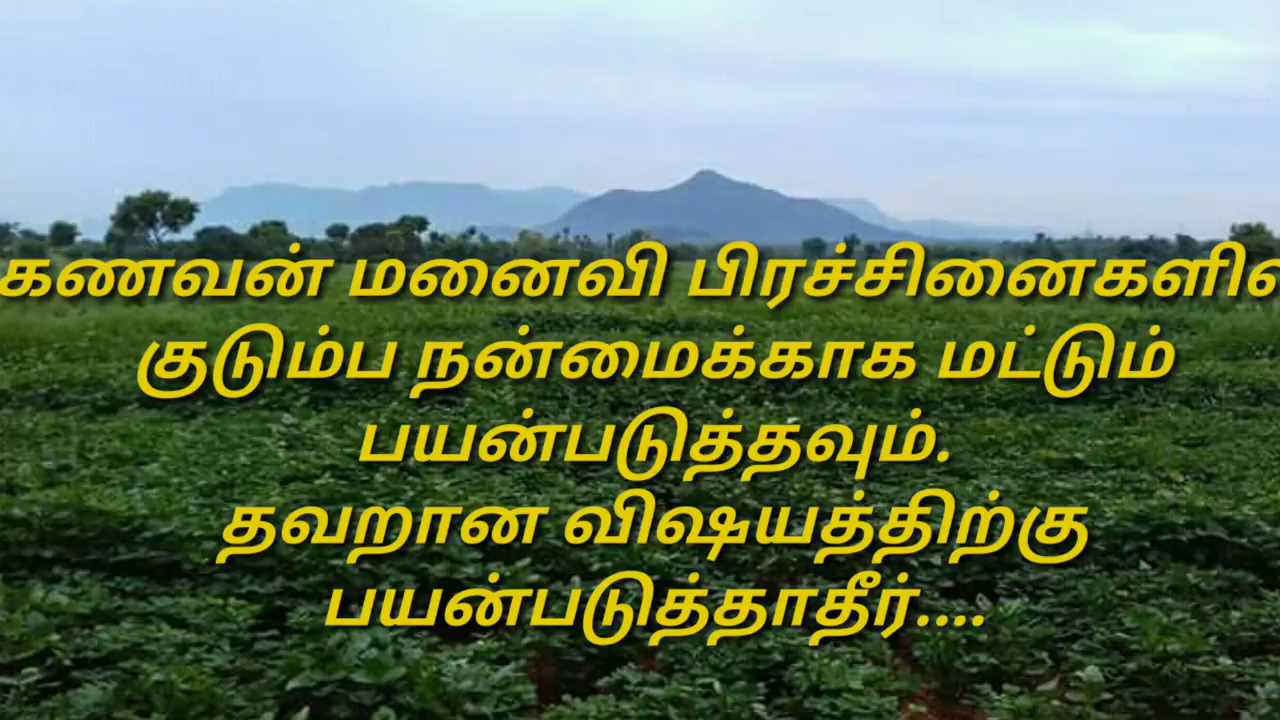 கணவன் மனைவி பிரச்சினைகளில்
குடும்ப நன்மைக்காக மட்டும்
பயன்படுத்தவும்.
தவறான விஷயத்திற்கு
பயன்படுத்தாதீர்....